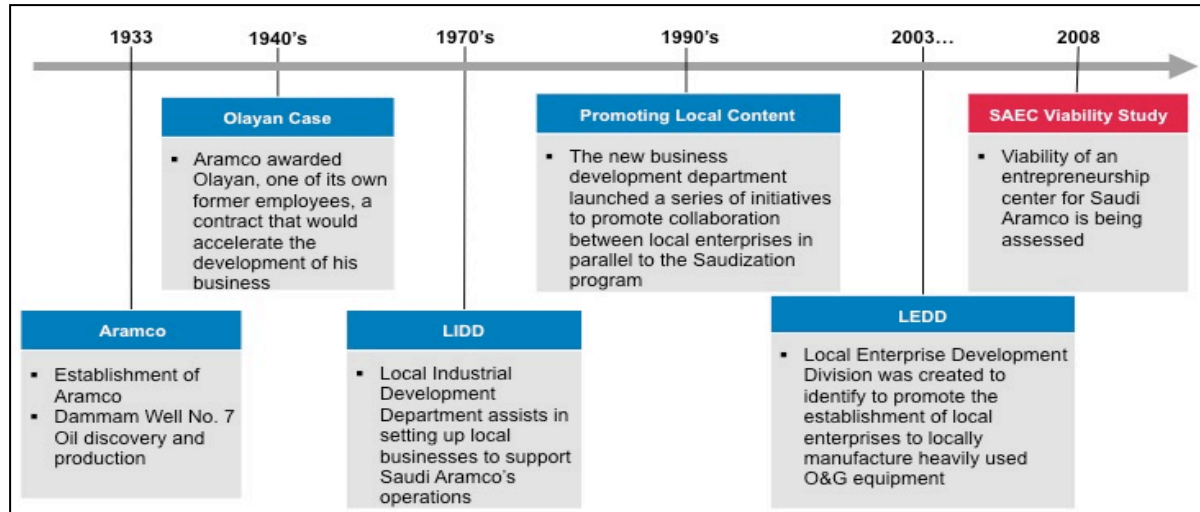 1933
1940's
1970's
1990's
2003...
2008
Olayan Case
▪ Aramco awarded
Olayan, one of its own
former employees, a
contract that would
accelerate the
development of his
business
Promoting Local Content
▪ The new business
development department
launched a series of initiatives
to promote collaboration
between local enterprises in
parallel to the Saudization
program
SAEC Viability Study
▪ Viability of an
entrepreneurship
center for Saudi
Aramco is being
assessed
Aramco
▪ Establishment of
Aramco
▪ Dammam Well No. 7
Oil discovery and
production
LIDD
▪ Local Industrial
Development
Department assists in
setting up local
businesses to support
Saudi Aramco's
operations
LEDD
▪ Local Enterprise Development
Division was created to
identify to promote the
establishment of local
enterprises to locally
manufacture heavily used
O&G equipment